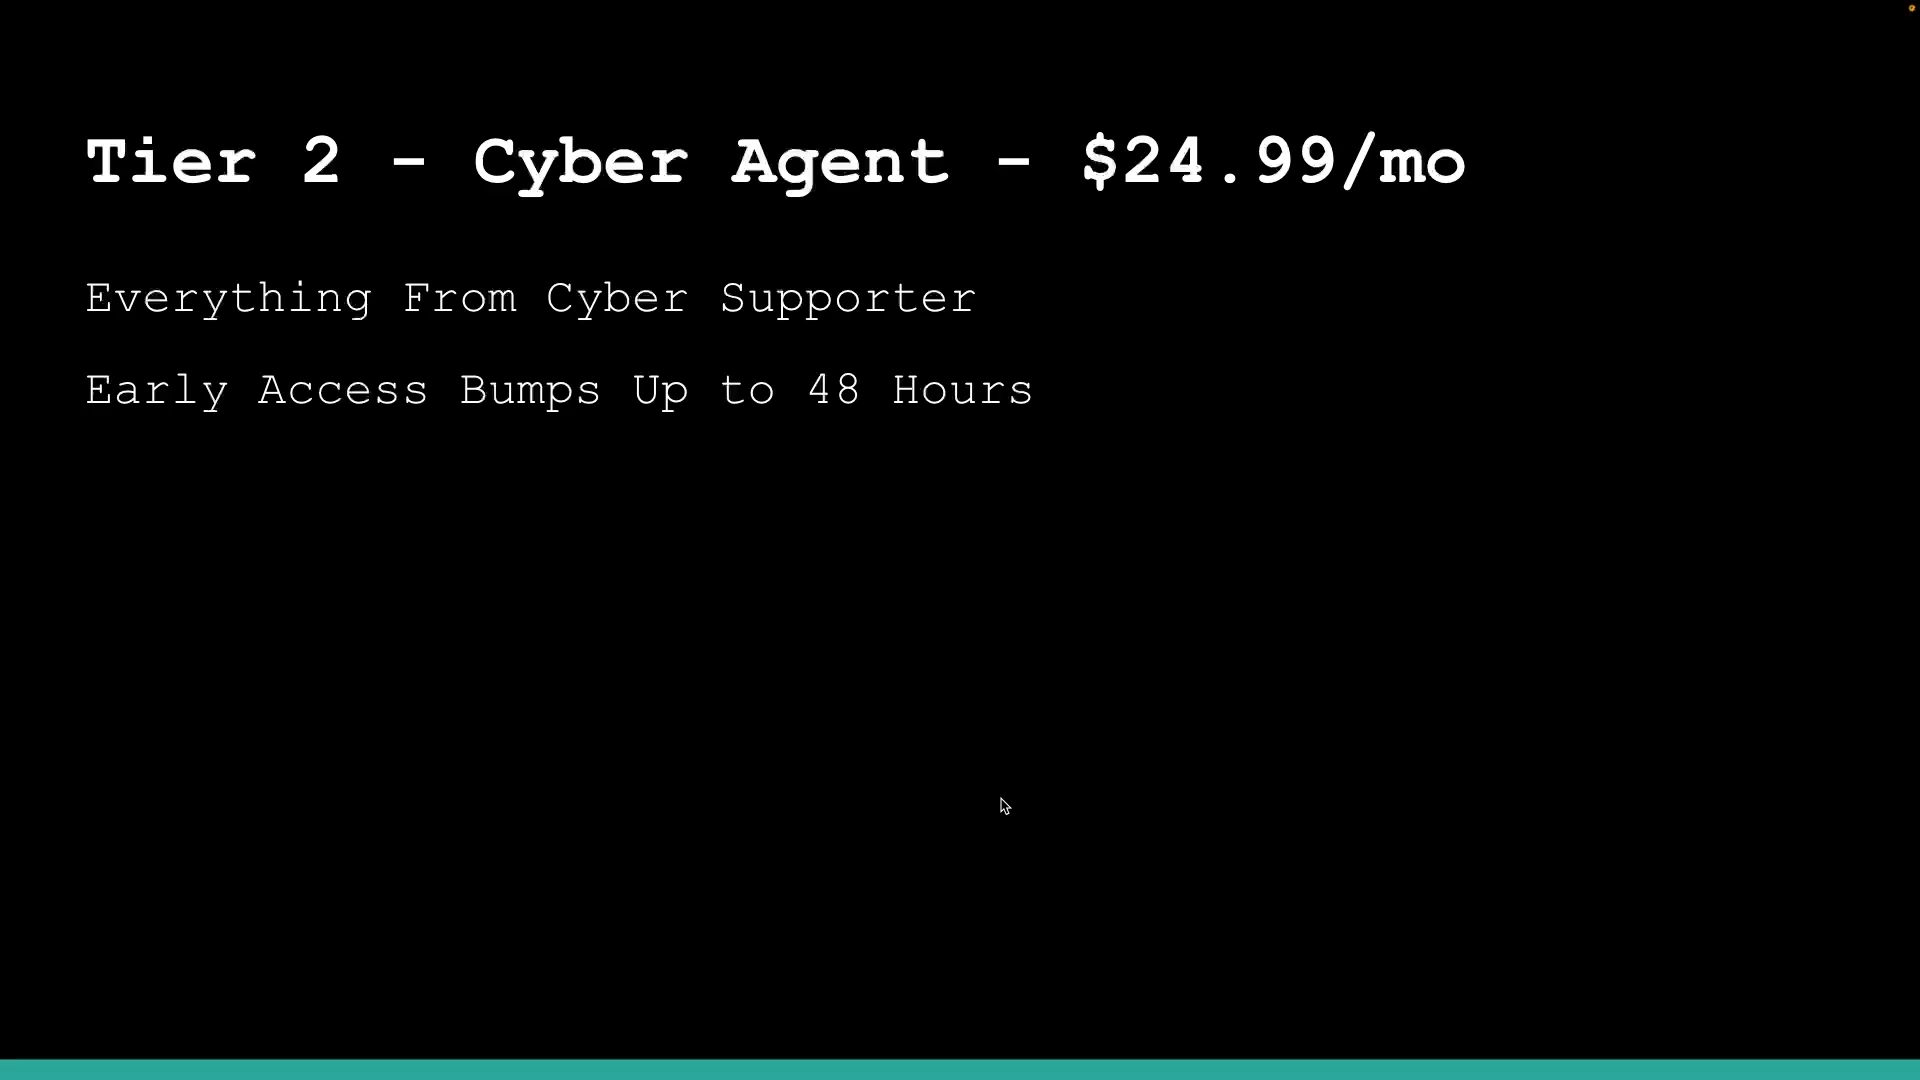 Tier 2 - Cyber Agent - $24.99/mo
Everything From Cyber Supporter
Early Access Bumps Up to 48 Hours